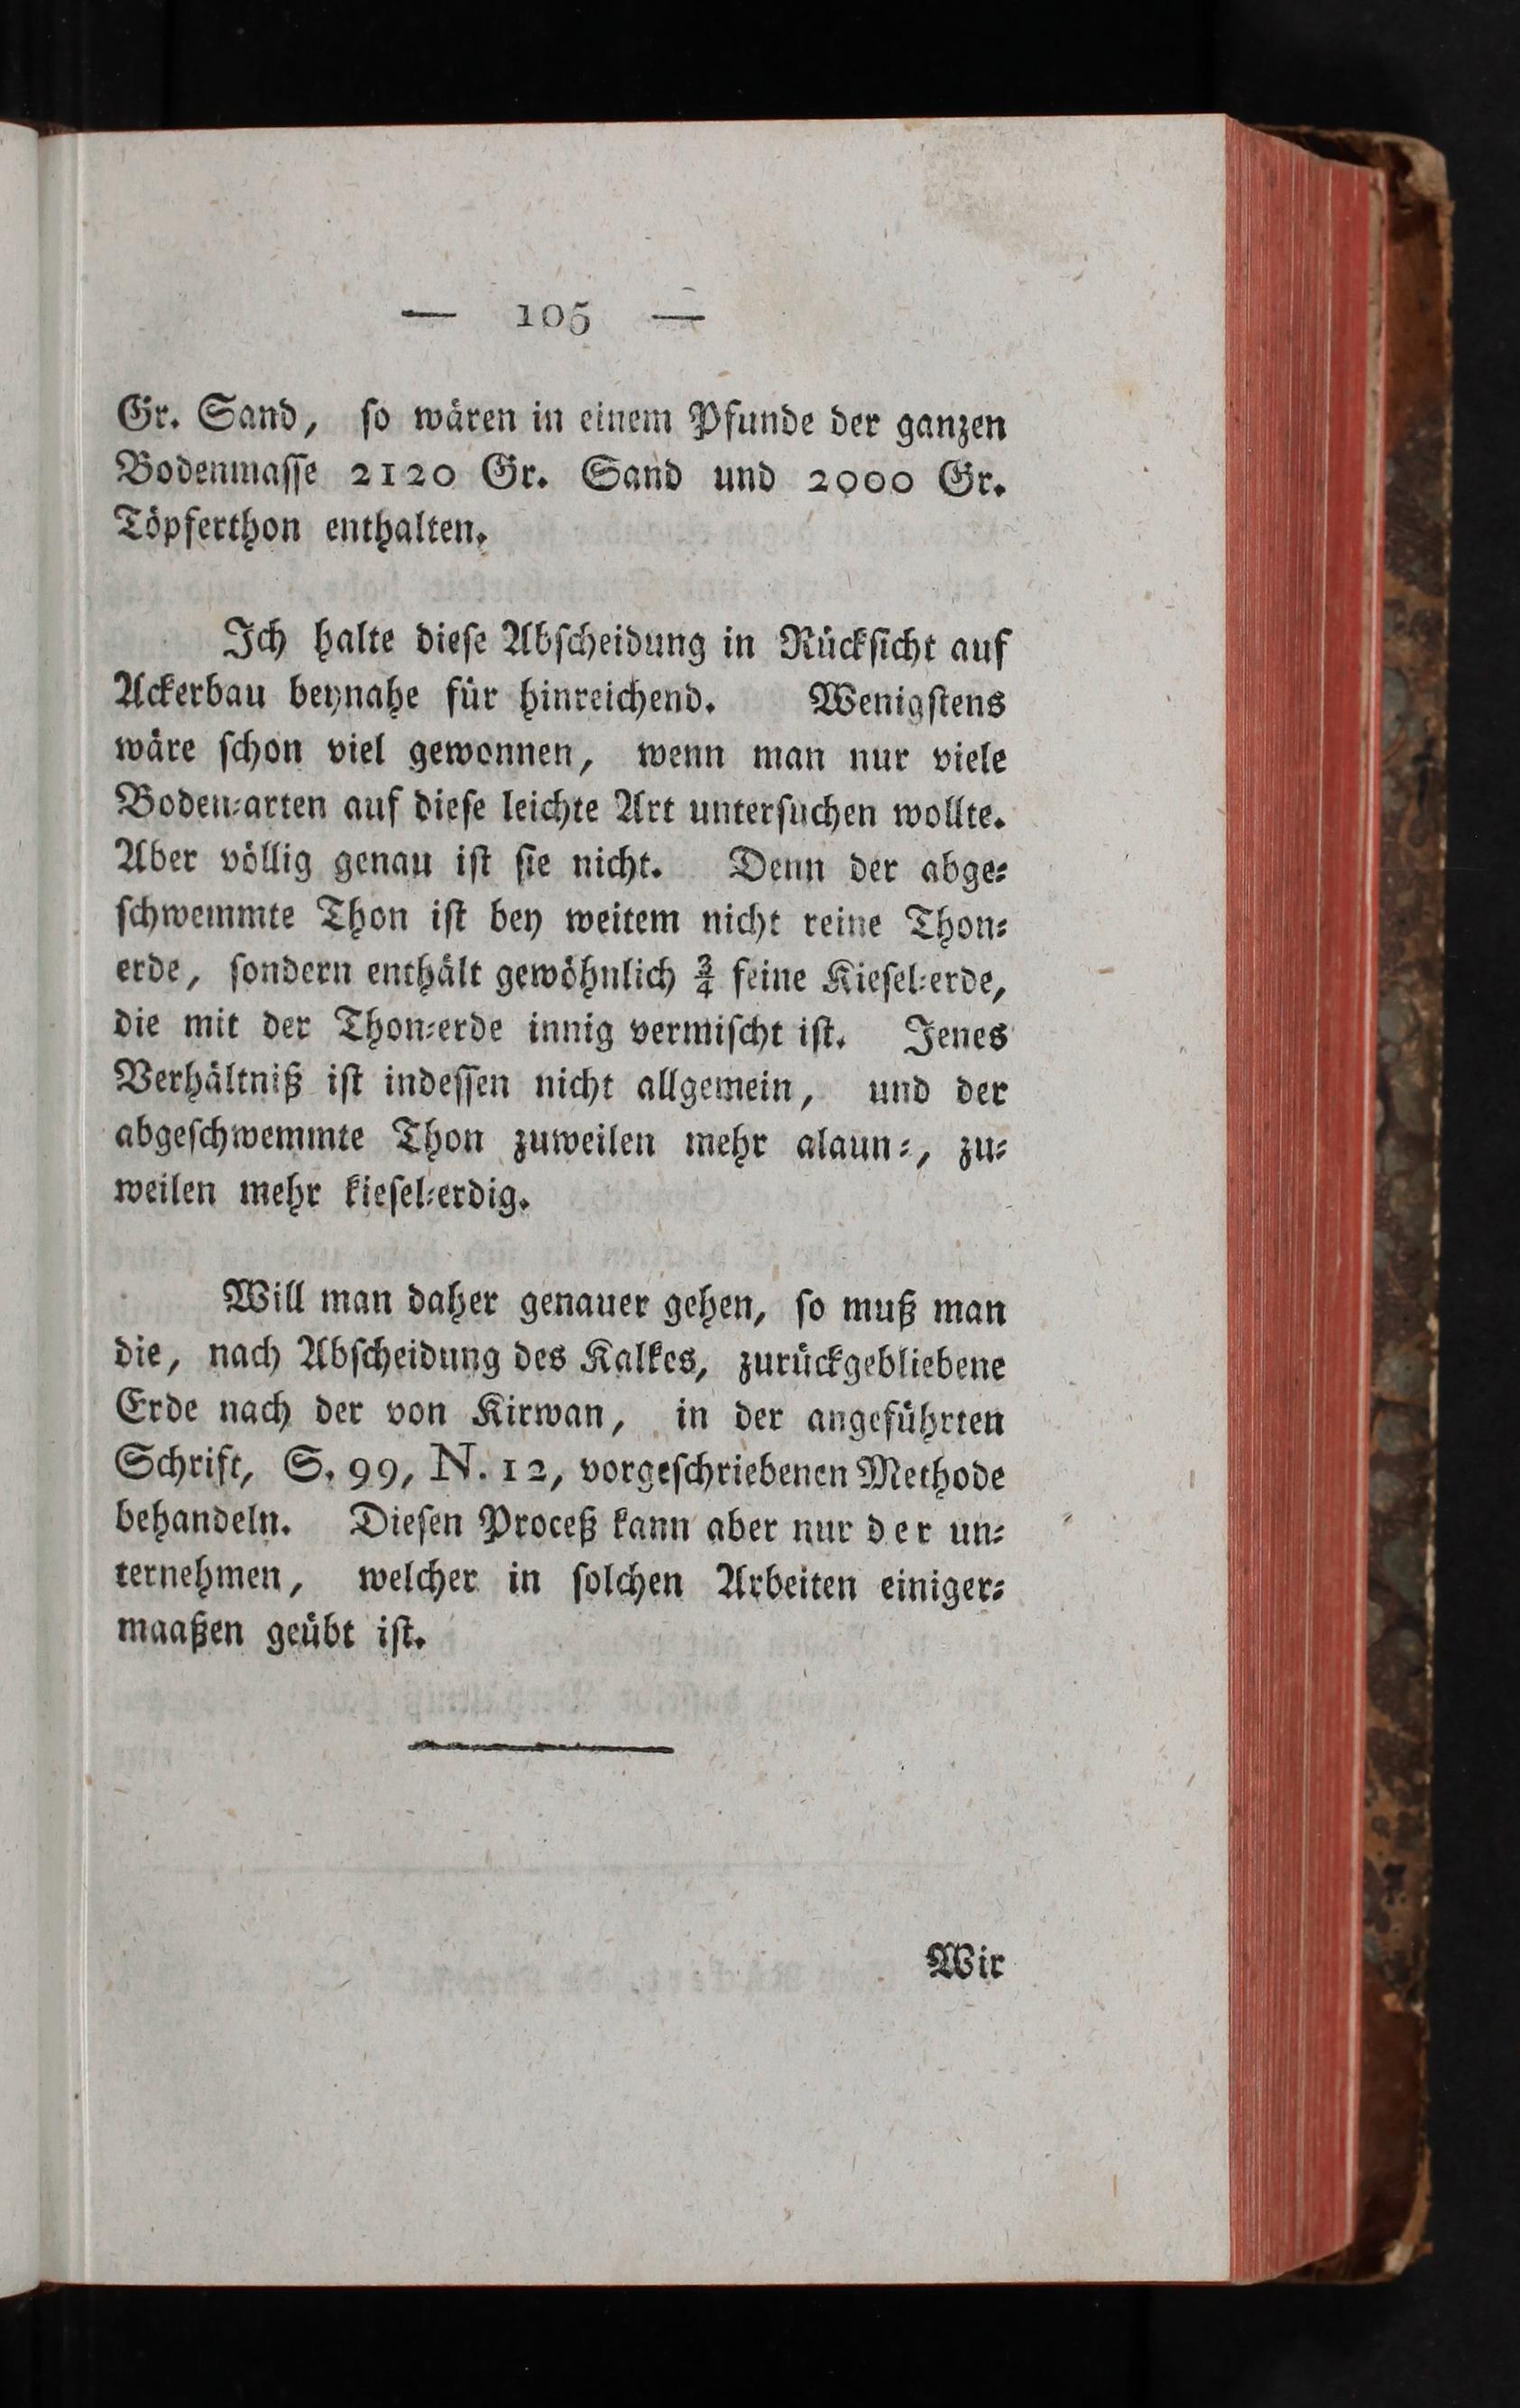 — 105 —
Gr. Sand, ſo wären in einem Pfunde der ganzen
Bodenmaſſe 2120 Gr. Sand und 2000 Gr.
Töpferthon enthalten.
Ich halte dieſe Abſcheidung in Rückſicht auf
Ackerbau beynahe für hinreichend. Wenigſtens
wäre ſchon viel gewonnen, wenn man nur viele
Boden⸗arten auf dieſe leichte Art unterſuchen wollte.
Aber völlig genau iſt ſie nicht. Denn der abge⸗
ſchwemmte Thon iſt bey weitem nicht reine Thon⸗
erde, ſondern enthält gewöhnlich ¾ feine Kieſel⸗erde,
die mit der Thon⸗erde innig vermiſcht iſt. Jenes
Verhältniß iſt indeſſen nicht allgemein, und der
abgeſchwemmte Thon zuweilen mehr alaun⸗, zu⸗
weilen mehr kieſel⸗erdig.
Will man daher genauer gehen, ſo muß man
die, nach Abſcheidung des Kalkes, zurückgebliebene
Erde nach der von Kirwan, in der angeführten
Schrift, S. 99, N. 12, vorgeſchriebenen Methode
behandeln. Dieſen Proceß kann aber nur der un⸗
ternehmen, welcher in ſolchen Arbeiten einiger⸗
maaßen geübt iſt.
Wir